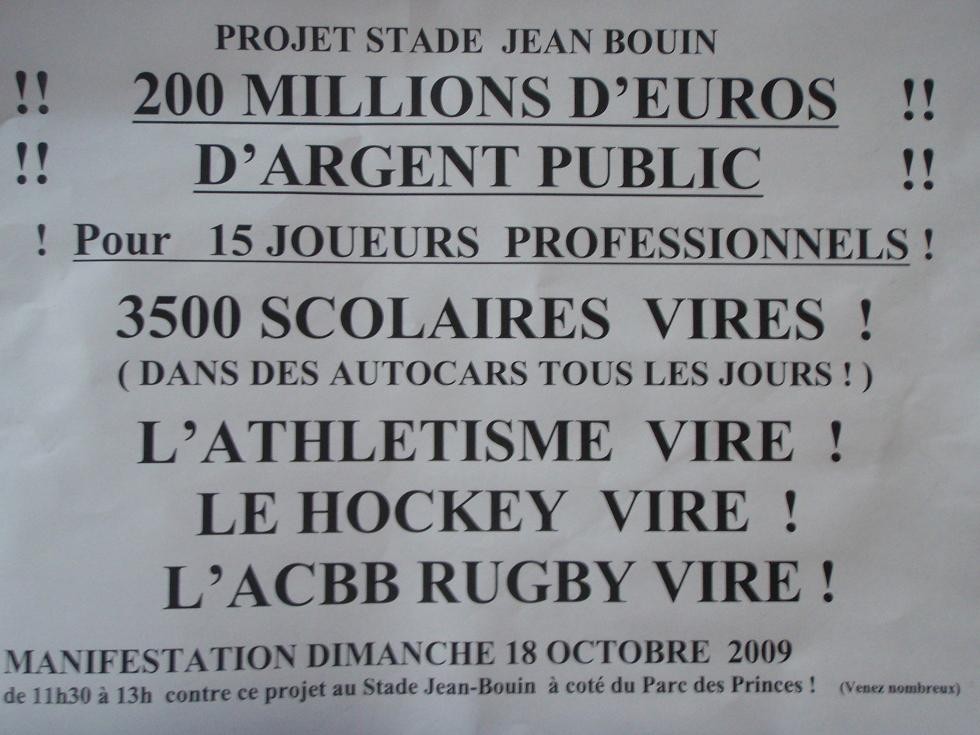 PROJET STADE JEAN BOUIN
!! 200 MILLIONS D'EUROS !!
!! D'ARGENT PUBLIC !!
! Pour 15 JOUEURS PROFESSIONNELS !
3500 SCOLAIRES VIRES !
( DANS DES AUTOCARS TOUS LES JOURS ! )
L'ATHLETISME VIRE !
LE HOCKEY VIRE !
L'ACBB RUGBY VIRE !
MANIFESTATION DIMANCHE 18 OCTOBRE 2009
de 11h30 à 13h contre ce projet au Stade Jean-Bouin à coté du Parc des Princes ! (Venez nombreux)